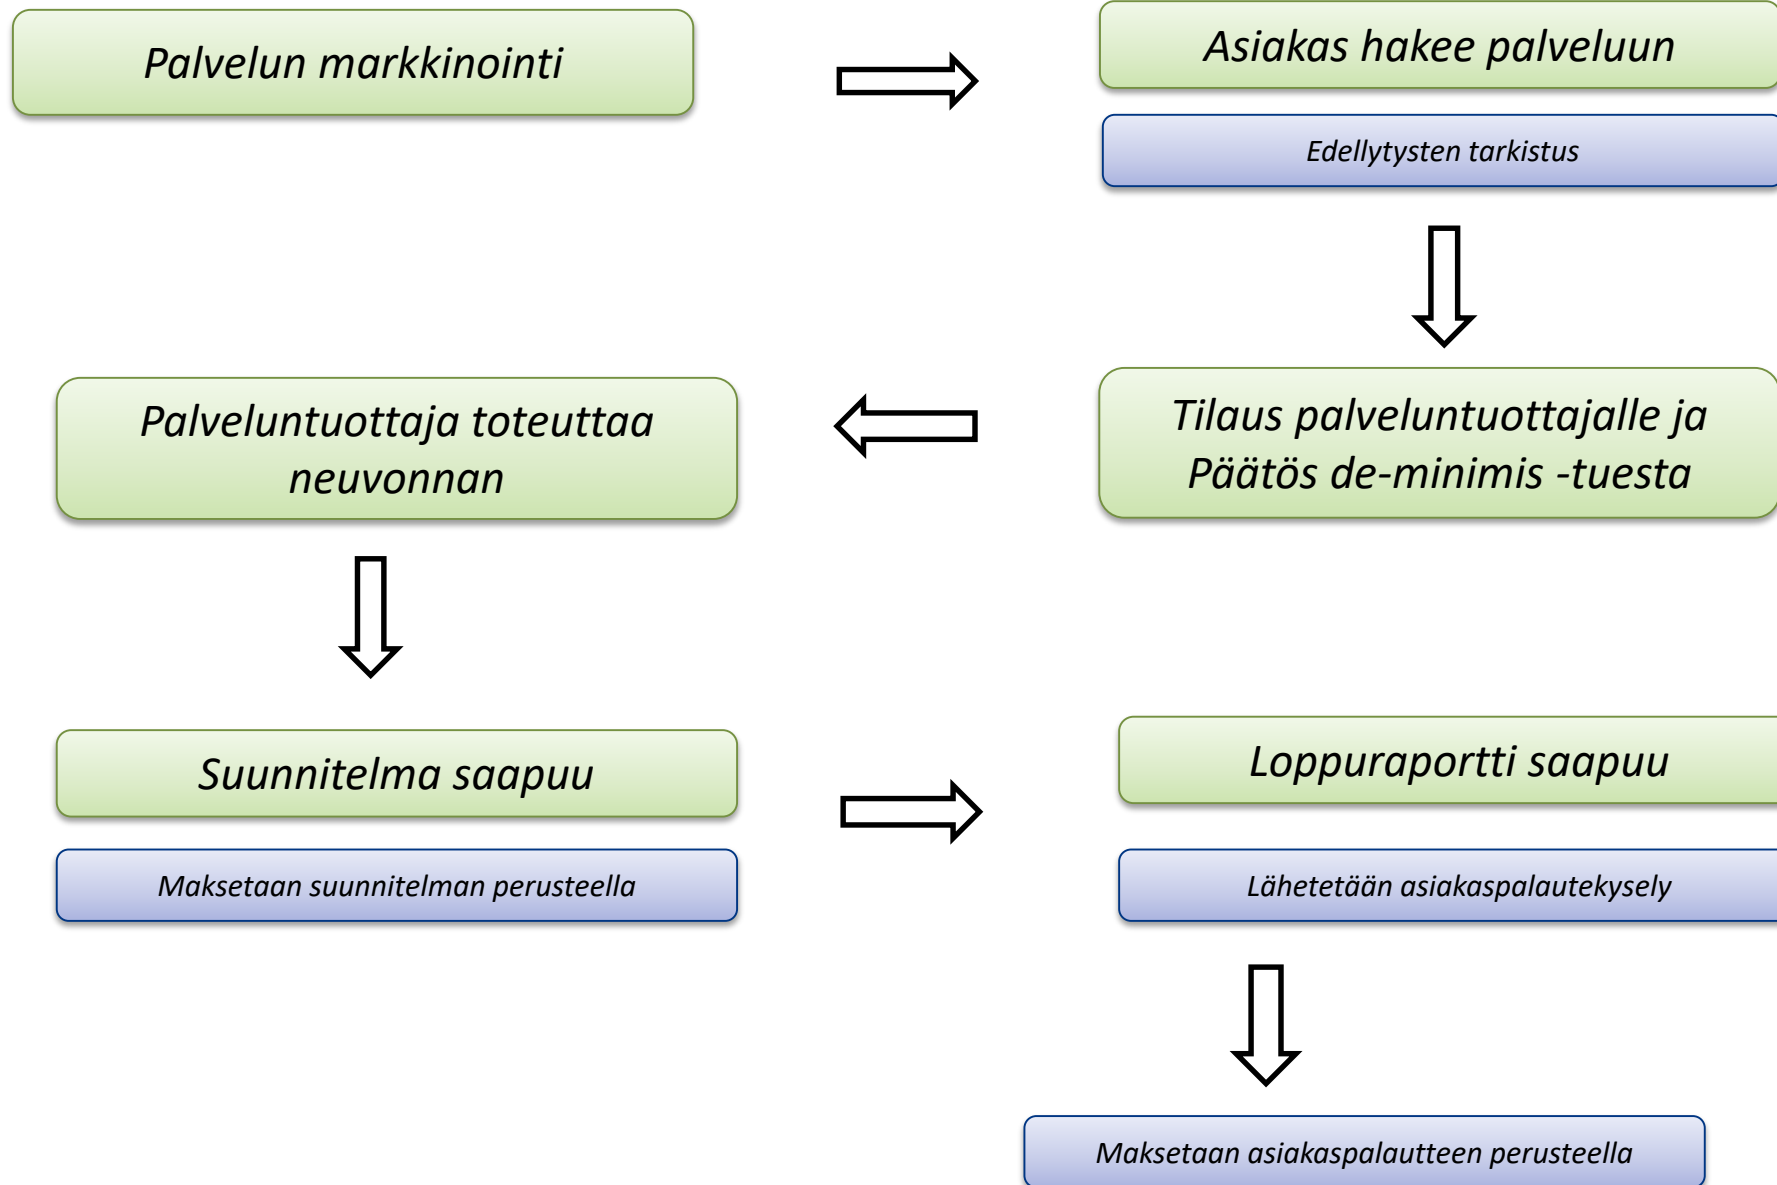 Palvelun markkinointi
Asiakas hakee palveluun
Edellytysten tarkistus
Tilaus palveluntuottajalle ja
Päätös de-minimis -tuesta
Palveluntuottaja toteuttaa
neuvonnan
Suunnitelma saapuu
Maksetaan suunnitelman perusteella
Loppuraportti saapuu
Lähetetään asiakaspalautekysely
Maksetaan asiakaspalautteen perusteella